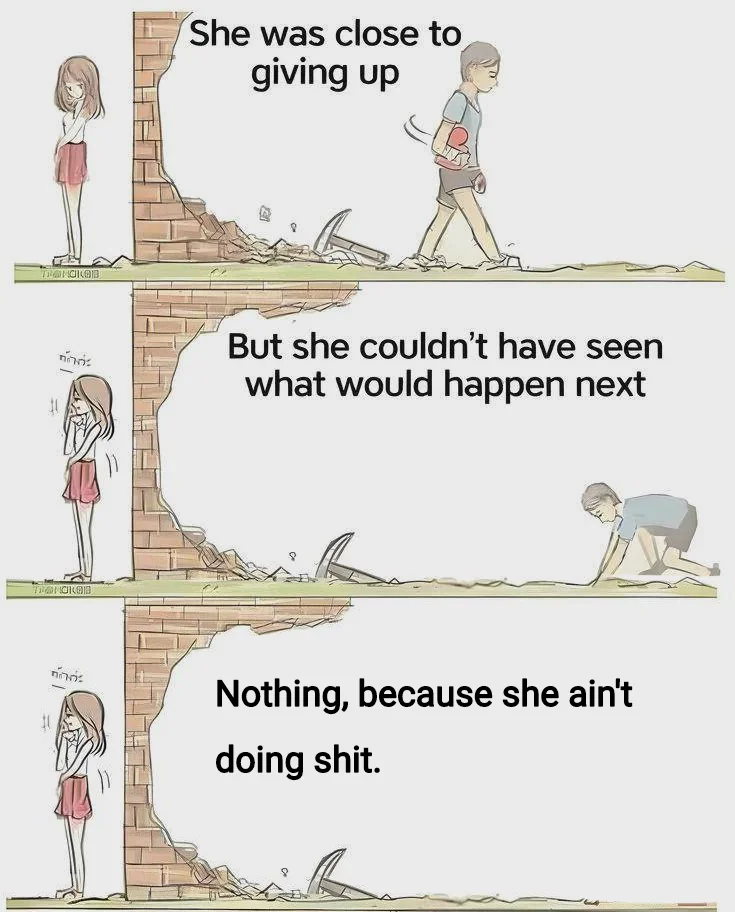 She was close to
giving up
But she couldn't have seen
what would happen next
Nothing, because she ain't
doing shit.